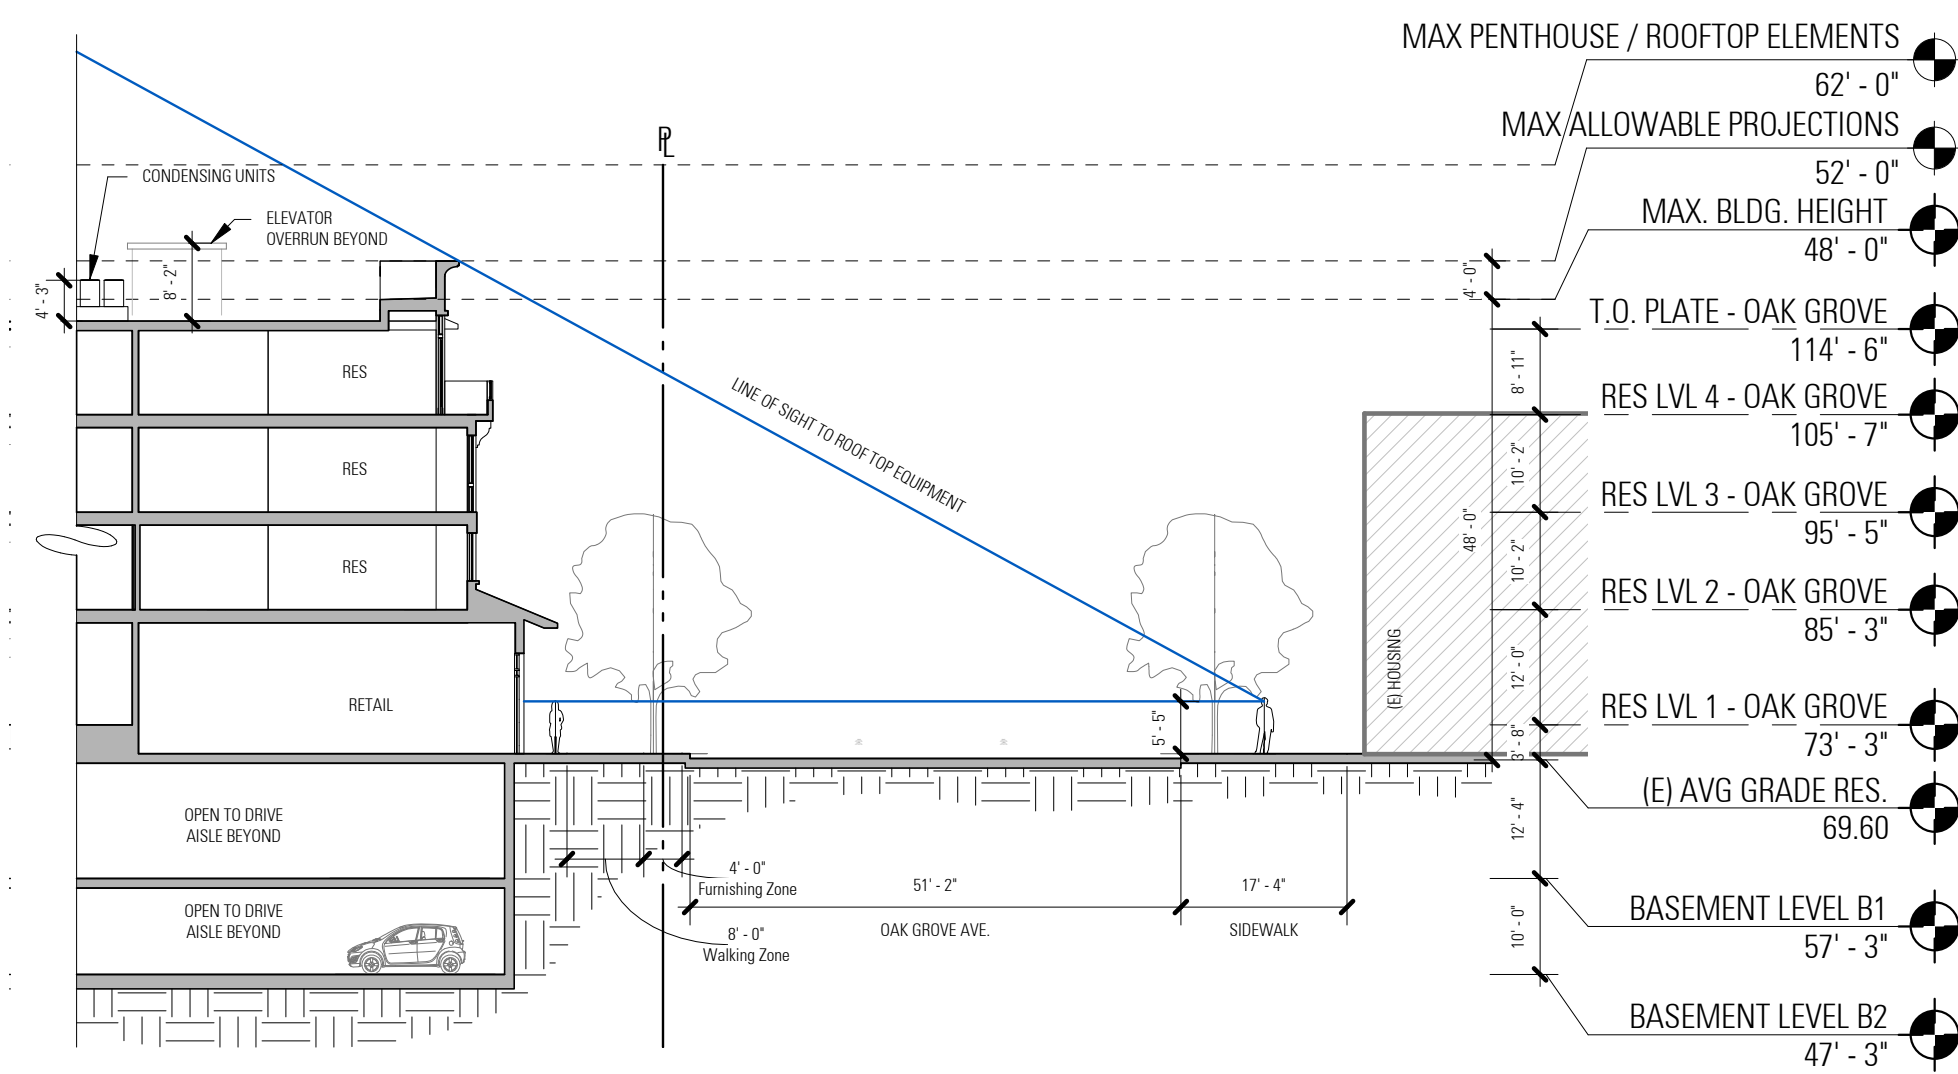 MAX PENTHOUSE / ROOFTOP ELEMENTS
62' - 0"
MAX ALLOWABLE PROJECTIONS
52' - 0"
MAX. BLDG. HEIGHT
48' - 0"
T.O. PLATE - OAK GROVE
114' - 6"
RES LVL 4 - OAK GROVE
105' - 7"
RES LVL 3 - OAK GROVE
95' - 5"
RES LVL 2 - OAK GROVE
85' - 3"
RES LVL 1 - OAK GROVE
73' - 3"
(E) AVG GRADE RES.
69.60
BASEMENT LEVEL B1
57' - 3"
BASEMENT LEVEL B2
47' - 3"
PL
CONDENSING UNITS
ELEVATOR
OVERRUN BEYOND
8' - 2"
4' - 3"
RES
RES
RES
RETAIL
LINE OF SIGHT TO ROOF TOP EQUIPMENT
4' - 0"
8' - 11"
10' - 2"
48' - 0"
10' - 2"
12' - 0"
3' - 8"
12' - 4"
10' - 0"
(E) HOUSING
5' - 5"
OPEN TO DRIVE
AISLE BEYOND
OPEN TO DRIVE
AISLE BEYOND
4' - 0"
Furnishing Zone
8' - 0"
Walking Zone
51' - 2"
OAK GROVE AVE.
17' - 4"
SIDEWALK